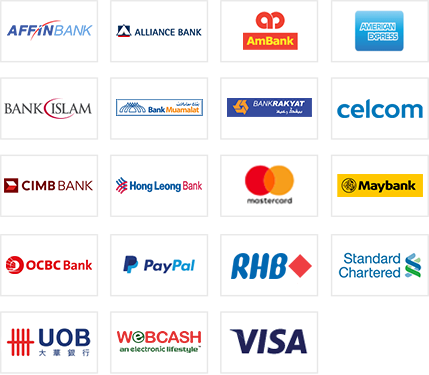 AFFINBANK
ALLIANCE BANK
AmBank
AMERICAN
EXPRESS
BANK ISLAM
Bank Muamalat
BANKRAKYAT
celcom
CIMB BANK
Hong Leong Bank
mastercard
Maybank
OCBC Bank
PayPal
RHB
Standard
Chartered
UOB
大華銀行
WEBCASH
an electronic lifestyle™
VISA